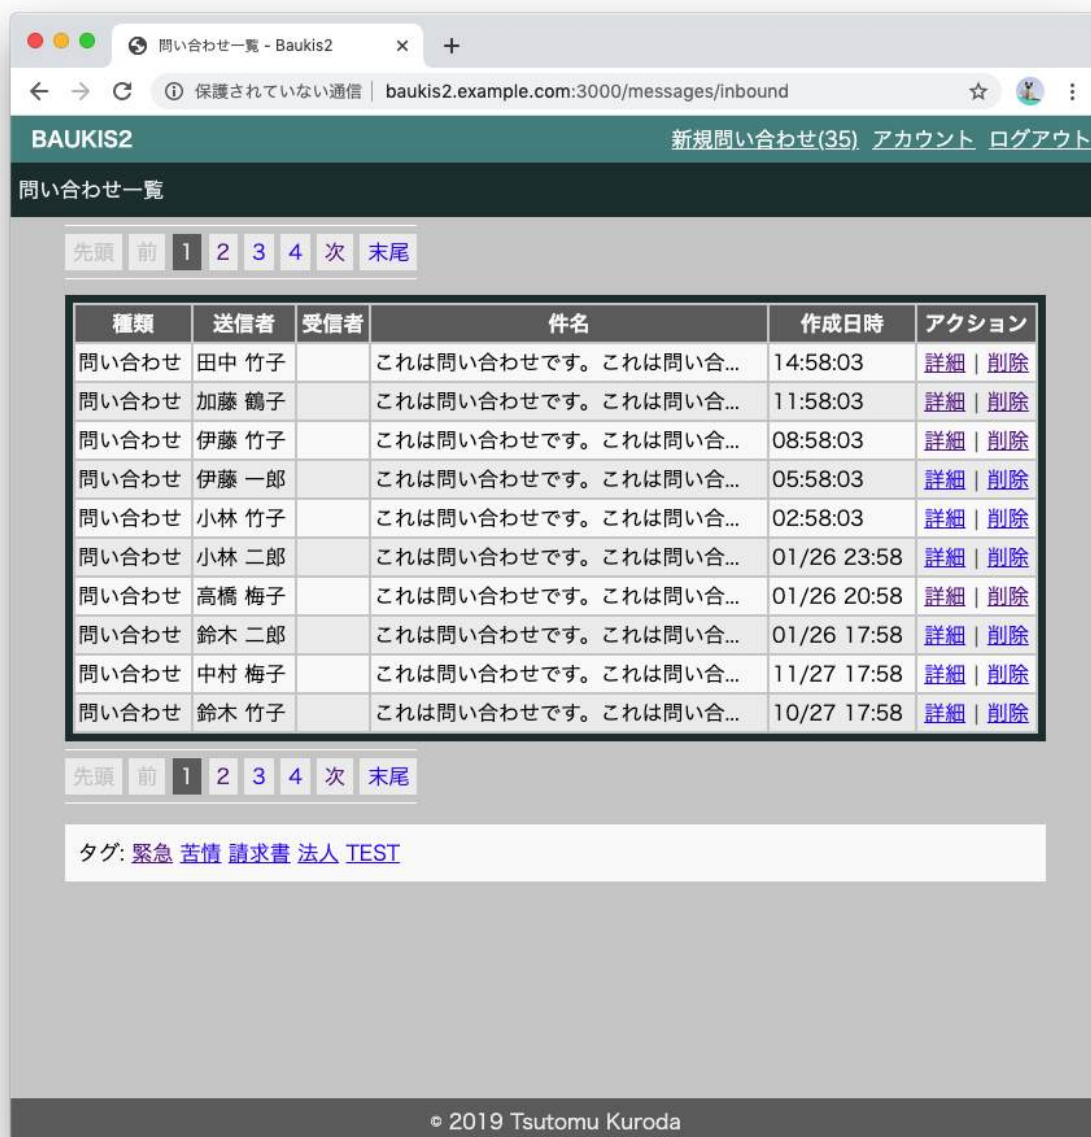 問い合わせ一覧 - Baukis2
保護されていない通信 | baukis2.example.com:3000/messages/inbound
BAUKIS2 新規問い合わせ(35) アカウント ログアウト
問い合わせ一覧
先頭 前 1 2 3 4 次 末尾
種類 送信者 受信者 件名 作成日時 アクション
問い合わせ 田中 竹子 これは問い合わせです。これは問い合... 14:58:03 詳細 | 削除
問い合わせ 加藤 鶴子 これは問い合わせです。これは問い合... 11:58:03 詳細 | 削除
問い合わせ 伊藤 竹子 これは問い合わせです。これは問い合... 08:58:03 詳細 | 削除
問い合わせ 伊藤 一郎 これは問い合わせです。これは問い合... 05:58:03 詳細 | 削除
問い合わせ 小林 竹子 これは問い合わせです。これは問い合... 02:58:03 詳細 | 削除
問い合わせ 小林 二郎 これは問い合わせです。これは問い合... 01/26 23:58 詳細 | 削除
問い合わせ 高橋 梅子 これは問い合わせです。これは問い合... 01/26 20:58 詳細 | 削除
問い合わせ 鈴木 二郎 これは問い合わせです。これは問い合... 01/26 17:58 詳細 | 削除
問い合わせ 中村 梅子 これは問い合わせです。これは問い合... 11/27 17:58 詳細 | 削除
問い合わせ 鈴木 竹子 これは問い合わせです。これは問い合... 10/27 17:58 詳細 | 削除
先頭 前 1 2 3 4 次 末尾
タグ: 緊急 苦情 請求書 法人 TEST
© 2019 Tsutomu Kuroda